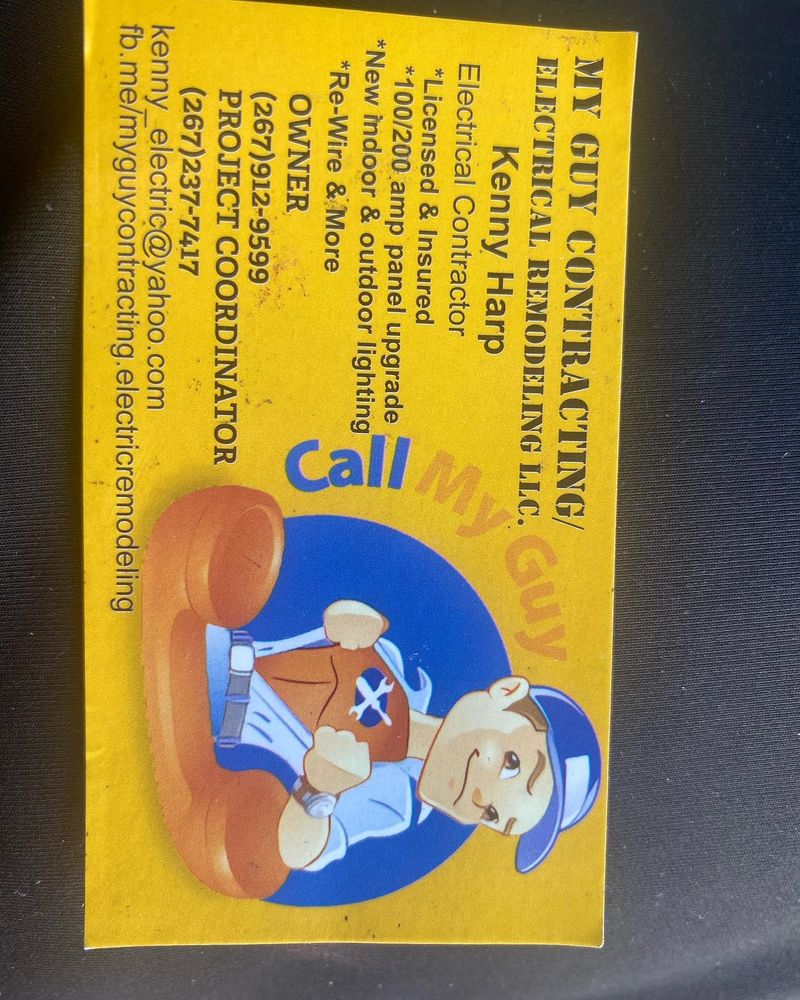 MY GUY CONTRACTING/
ELECTRICAL REMODELING LLC.
Kenny Harp
Electrical Contractor
*Licensed & Insured
*100/200 amp panel upgrade
*New indoor & outdoor lighting
*Re-Wire & More
OWNER
(267)912-9599
PROJECT COORDINATOR
(267)237-7417
kenny_electric@yahoo.com
fb.me/myguycontracting.electricremodeling
Call My Guy